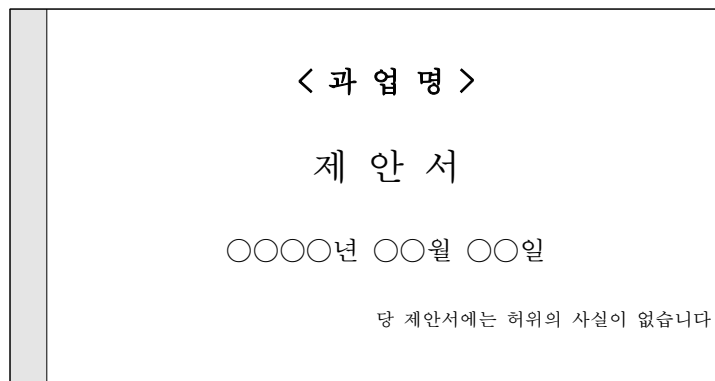 < 과 업 명 >
제 안 서
○○○○년 ○○월 ○○일
당 제안서에는 허위의 사실이 없습니다